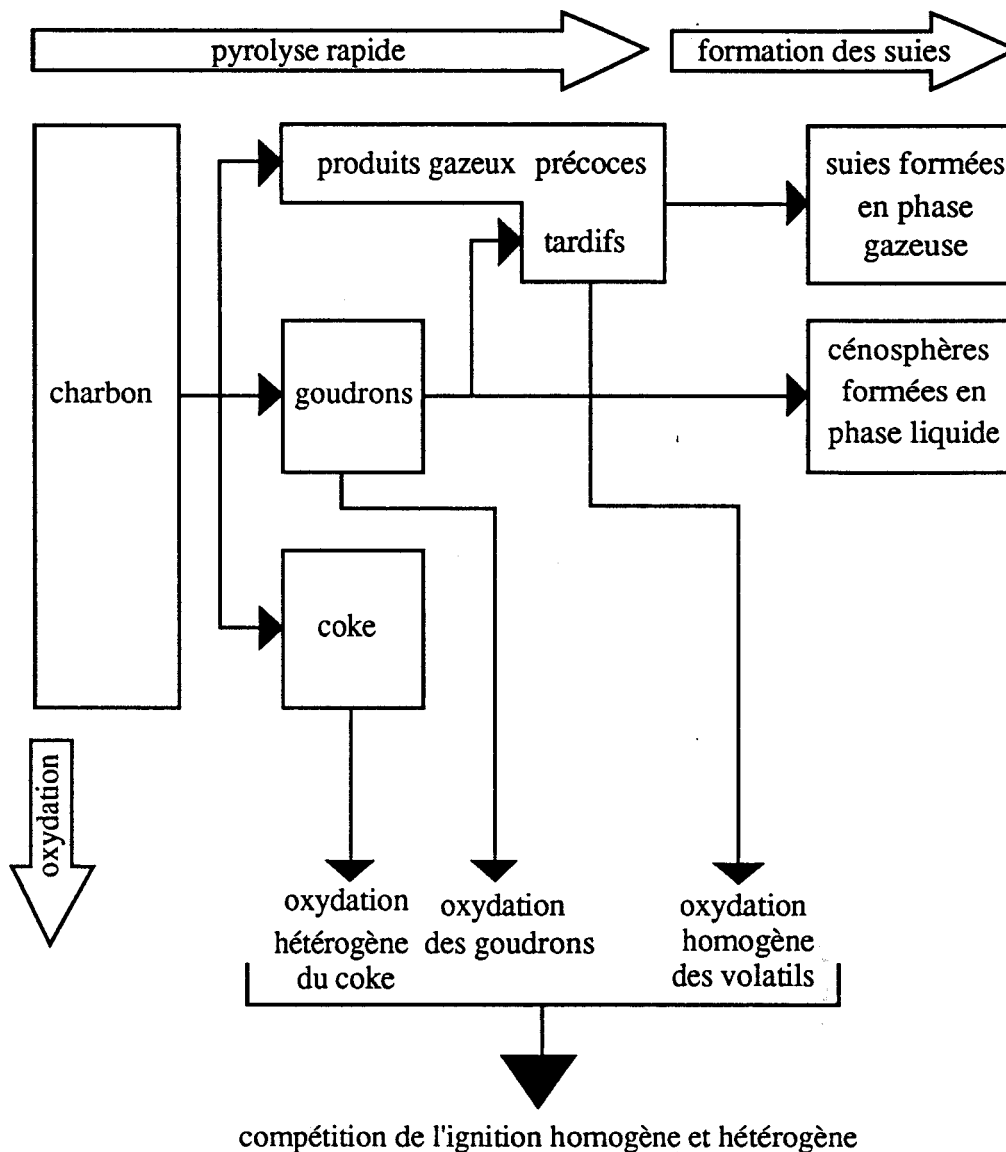 pyrolyse rapide
formation des suies
produits gazeux précoces
tardifs
suies formées
en phase
gazeuse
charbon
goudrons
cénosphères
formées en
phase liquide
coke
oxydation
oxydation
hétérogène
du coke
oxydation
des goudrons
oxydation
homogène
des volatils
compétition de l'ignition homogène et hétérogène